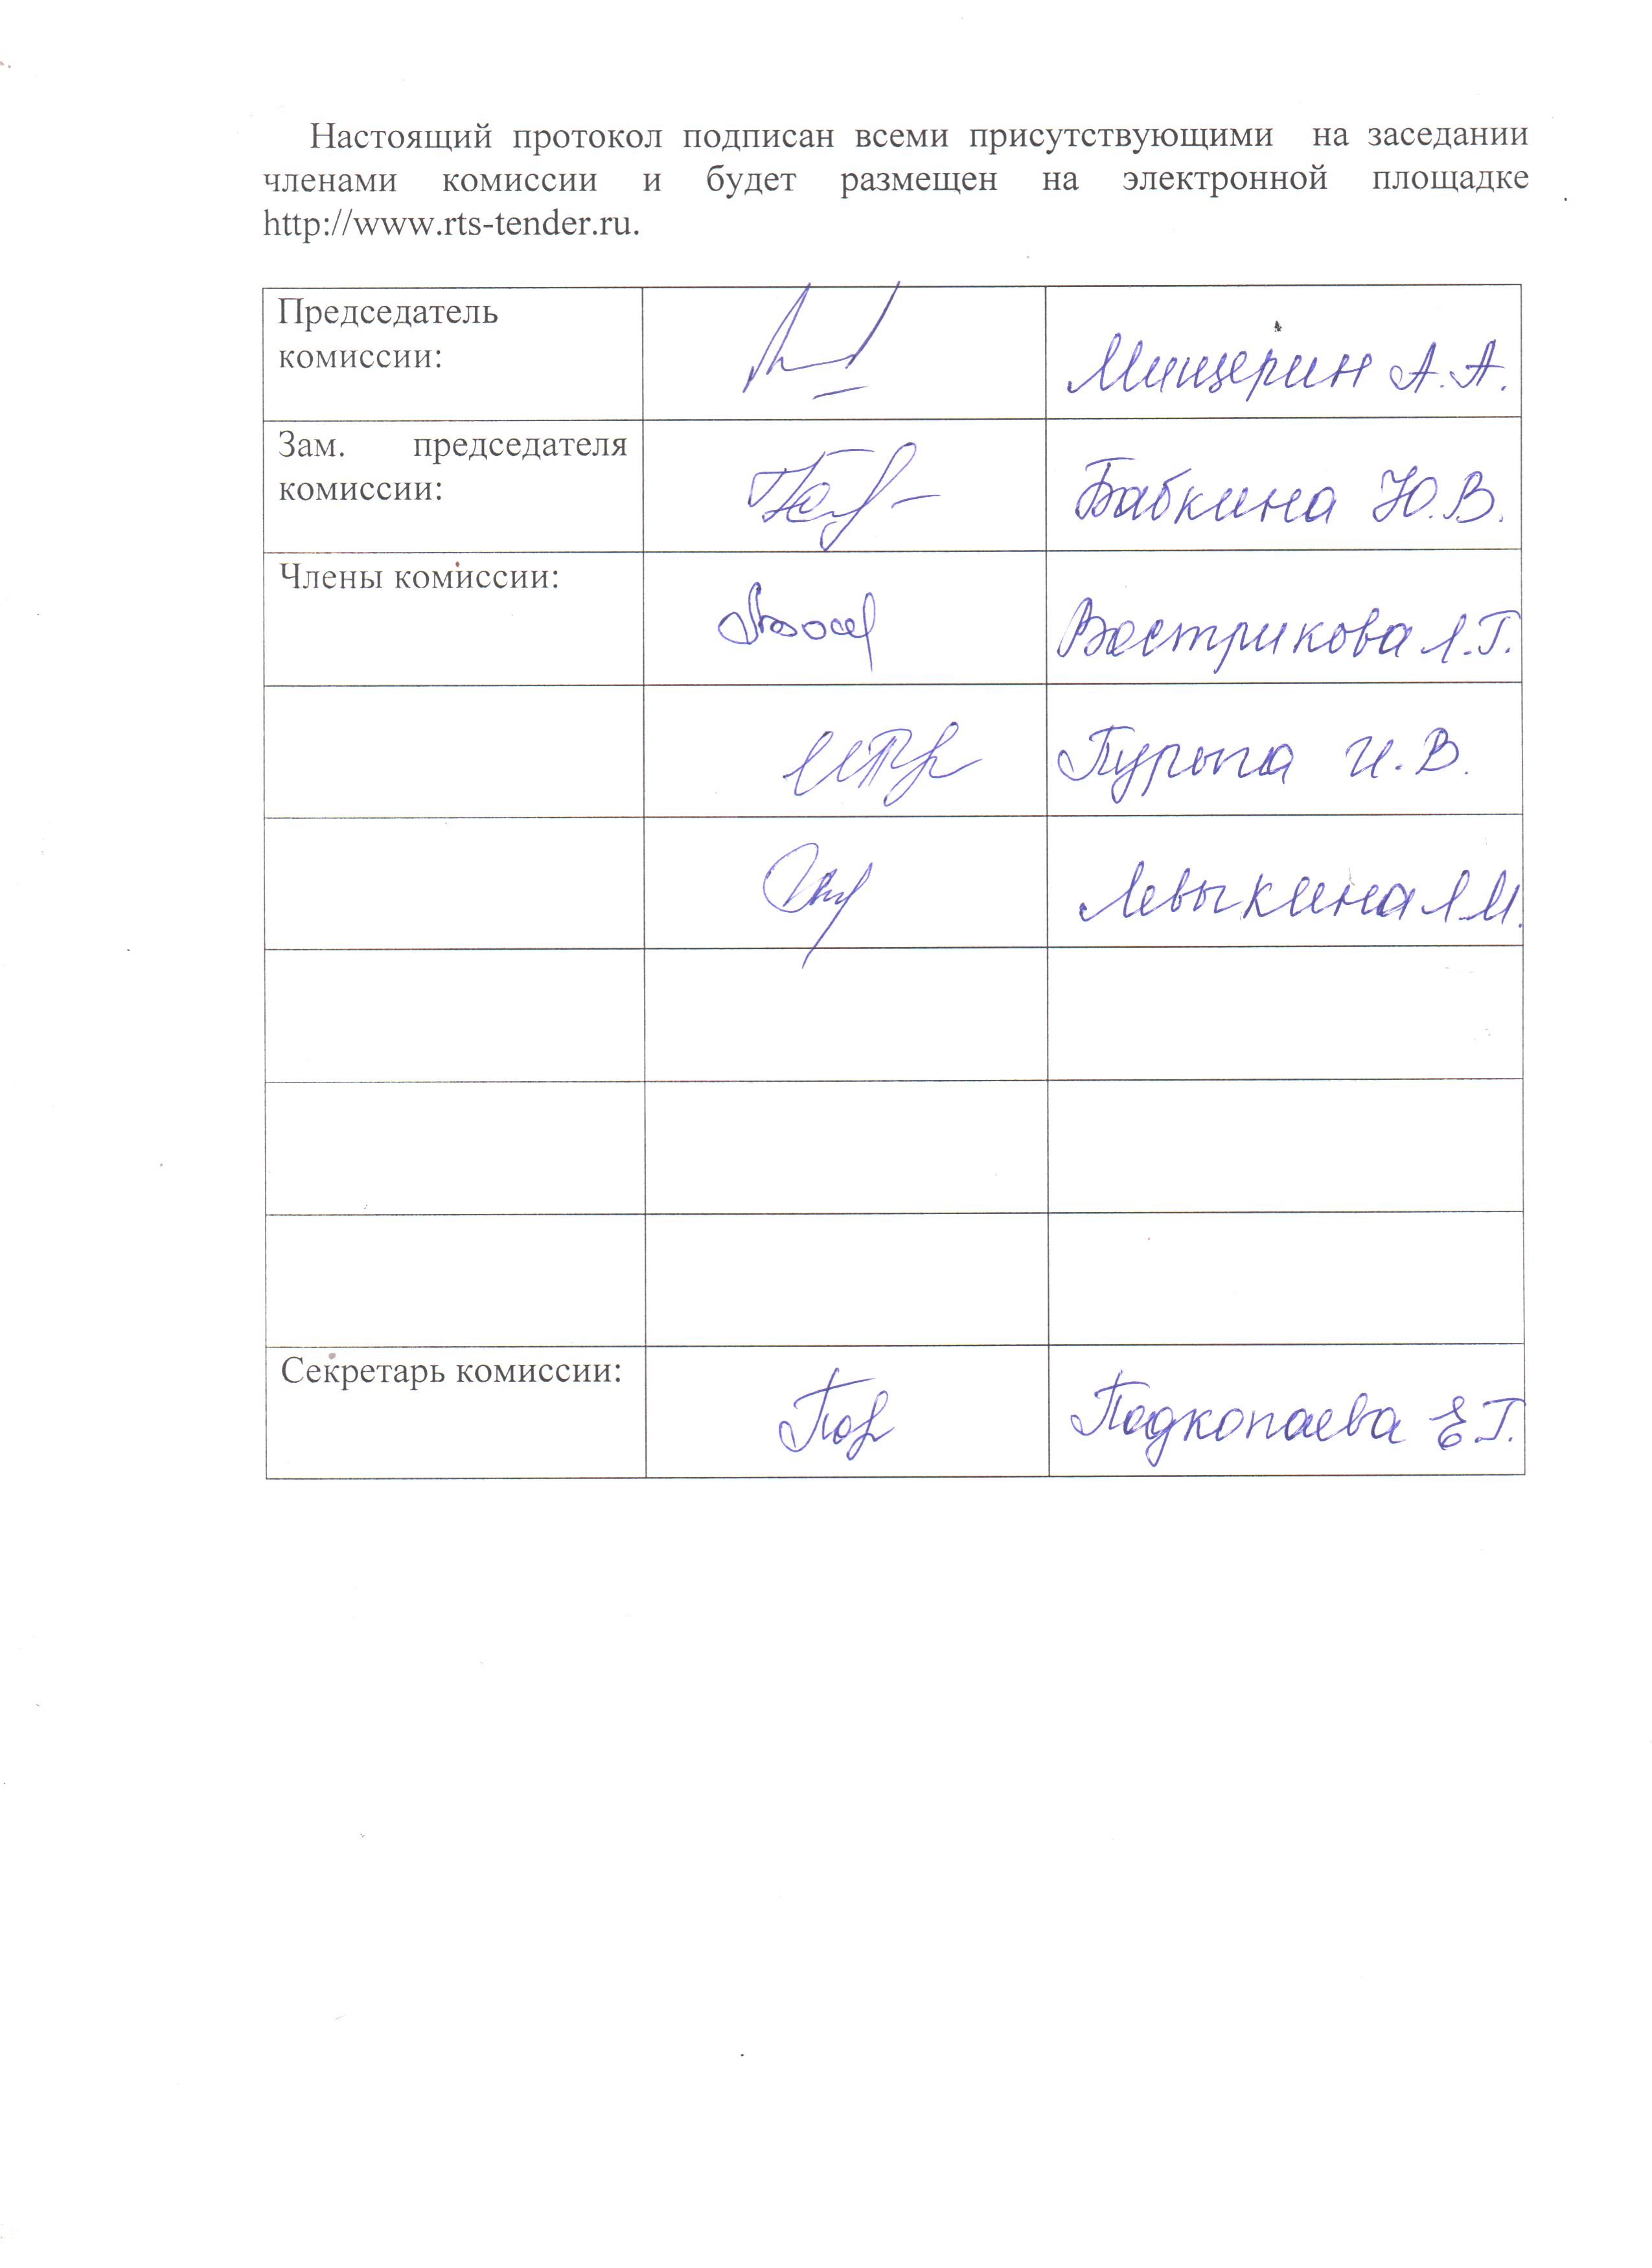 Настоящий протокол подписан всеми присутствующими на заседании
членами комиссии и будет размещен на электронной площадке
http://www.rts-tender.ru.
Председатель
комиссии:
Мищерин А.А.
Зам. председателя
комиссии:
Бабкина Ю.В.
Члены комиссии:
Вострикова Л.Г.
Пурыга И.В.
Левыкина Л.М.
Секретарь комиссии:
Подкопаева Е.Г.